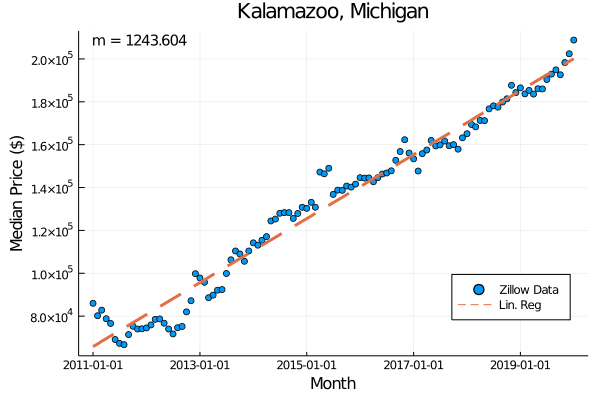 Kalamazoo, Michigan
m = 1243.604
Median Price ($)
2.0×10⁵
1.8×10⁵
1.6×10⁵
1.4×10⁵
1.2×10⁵
1.0×10⁵
8.0×10⁴
Zillow Data
Lin. Reg
2011-01-01 2013-01-01 2015-01-01 2017-01-01 2019-01-01
Month